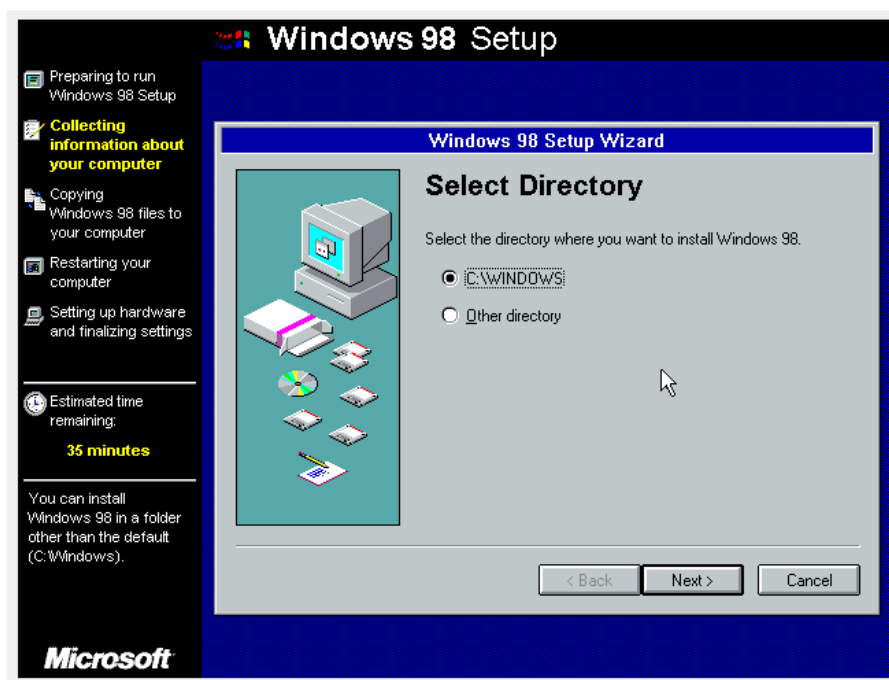 Windows 98 Setup
Preparing to run
Windows 98 Setup
Collecting
information about
your computer
Copying
Windows 98 files to
your computer
Restarting your
computer
Setting up hardware
and finalizing settings
Estimated time
remaining:
35 minutes
You can install
Windows 98 in a folder
other than the default
(C:\Windows).
Microsoft
Windows 98 Setup Wizard
Select Directory
Select the directory where you want to install Windows 98.
C:\WINDOWS
Other directory
< Back
Next >
Cancel